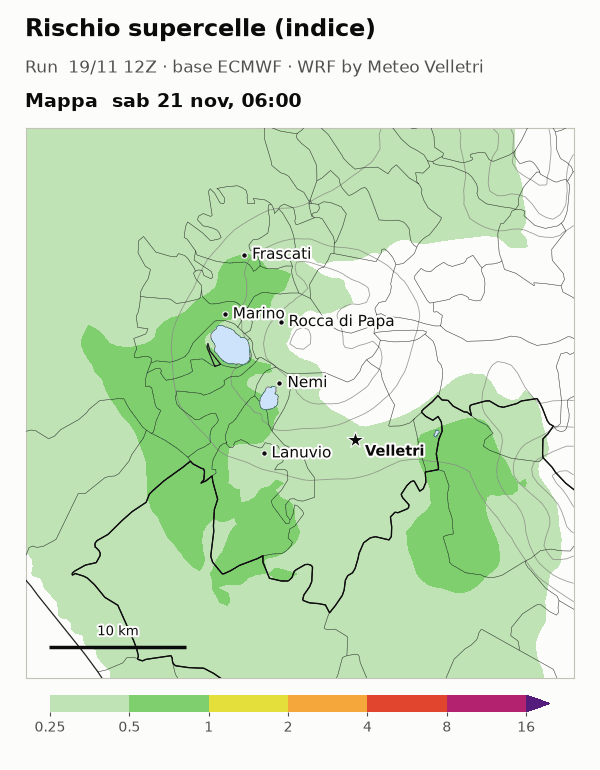 Rischio supercelle (indice)
Run  19/11 12Z · base ECMWF · WRF by Meteo Velletri
Mappa  sab 21 nov, 06:00
Frascati
Marino
Rocca di Papa
Nemi
Velletri
Lanuvio
10 km
0.25 0.5 1 2 4 8 16